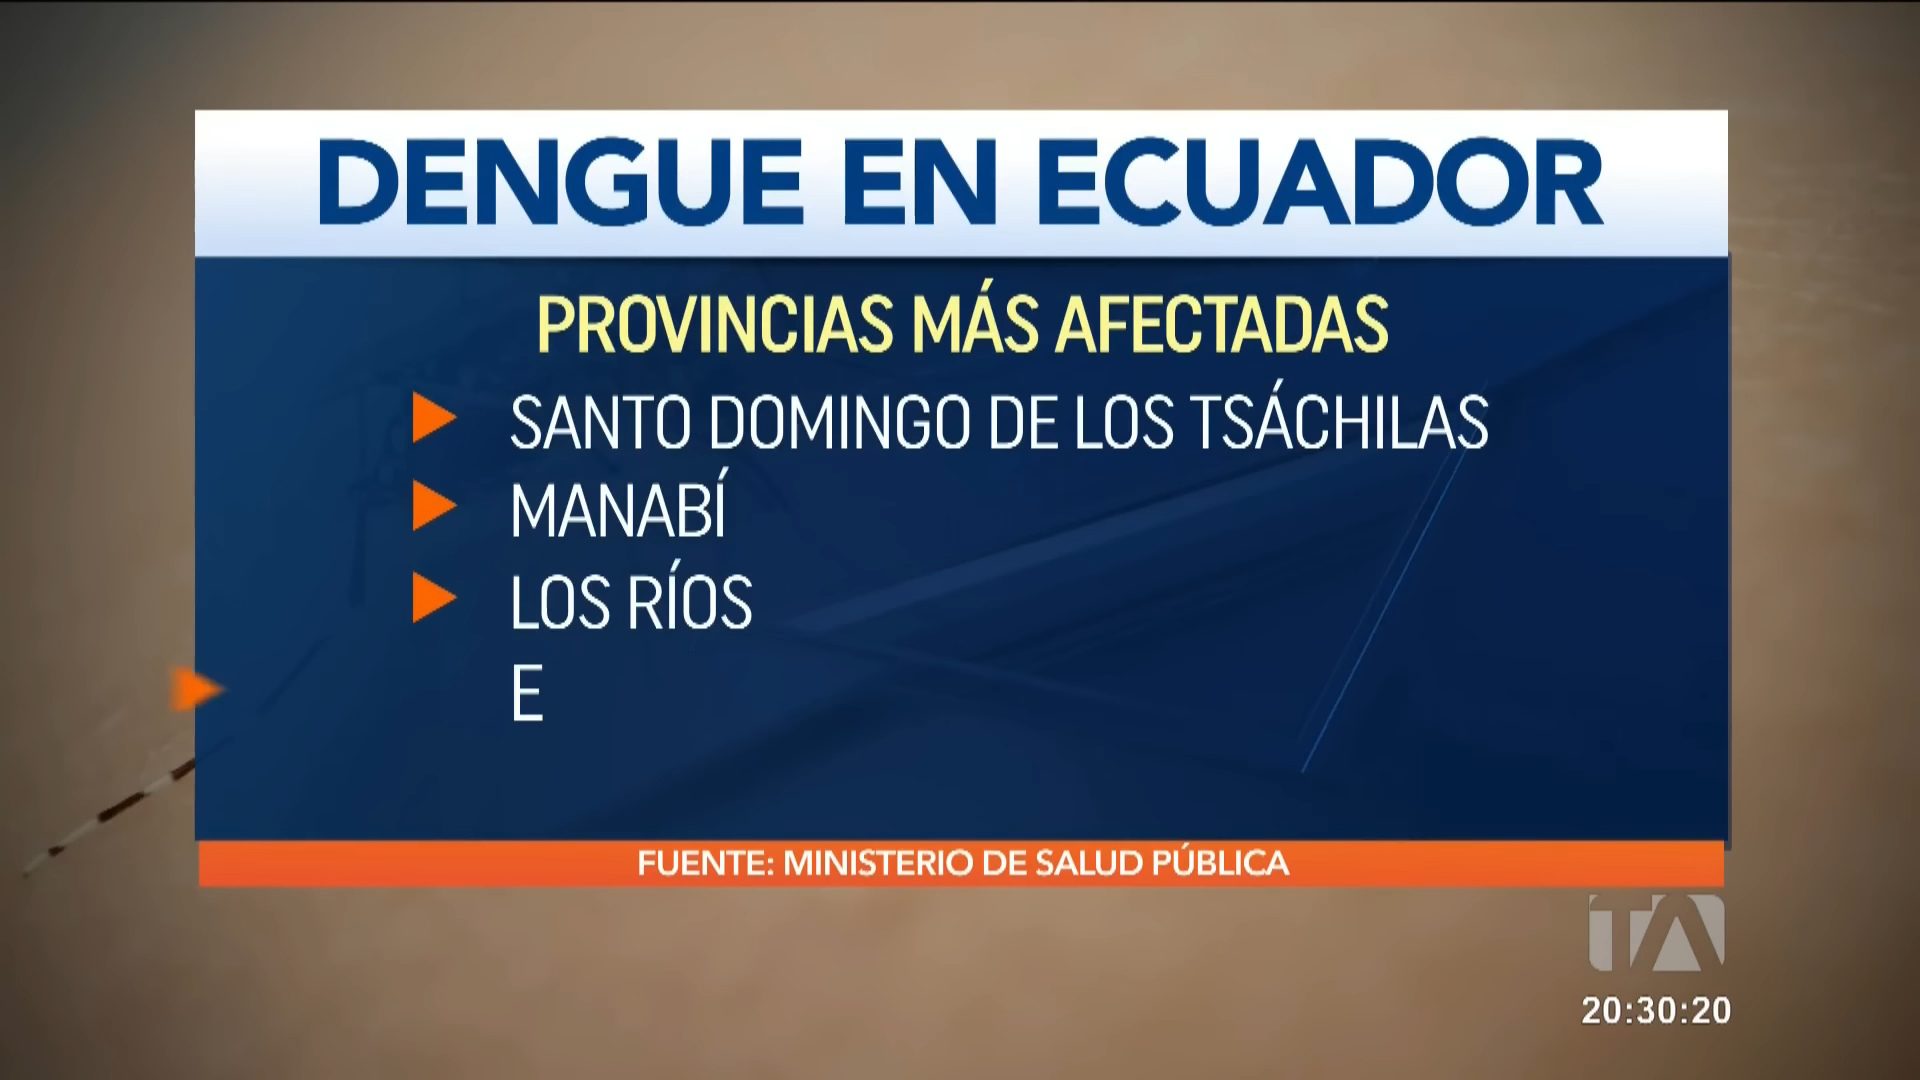 DENGUE EN ECUADOR
PROVINCIAS MÁS AFECTADAS
SANTO DOMINGO DE LOS TSÁCHILAS
MANABÍ
LOS RÍOS
E
FUENTE: MINISTERIO DE SALUD PÚBLICA
TA
20:30:20